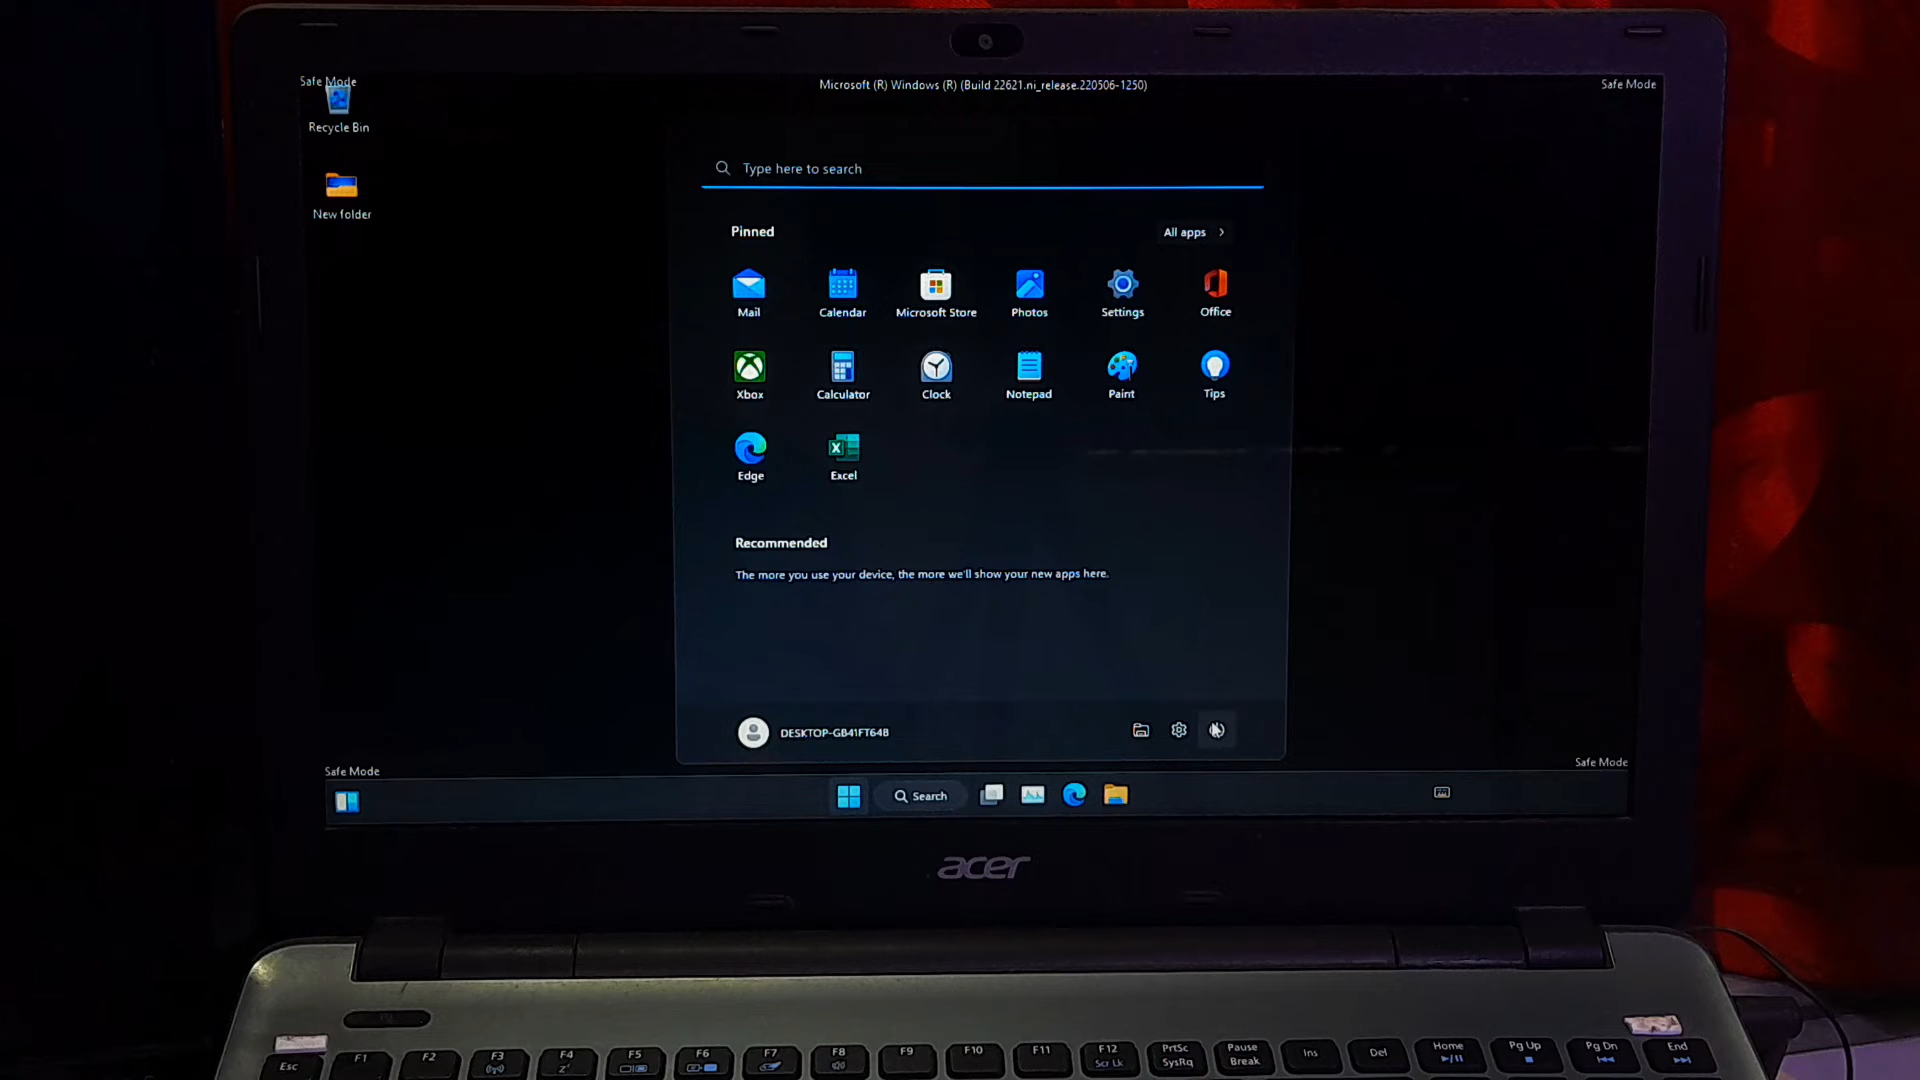 Safe Mode
Microsoft (R) Windows (R) (Build 22621.ni_release.220506-1250)
Safe Mode
Recycle Bin
New folder
Type here to search
Pinned
All apps
Mail
Calendar
Microsoft Store
Photos
Settings
Office
Xbox
Calculator
Clock
Notepad
Paint
Tips
Edge
Excel
Recommended
The more you use your device, the more we'll show your new apps here.
DESKTOP-GB41FT64B
Safe Mode
Safe Mode
Search
acer
Esc
F1
F2
F3
F4
F5
F6
F7
F8
F9
F10
F11
F12
Scr Lk
PrtSc
SysRq
Pause
Break
Ins
Del
Home
Pg Up
Pg Dn
End